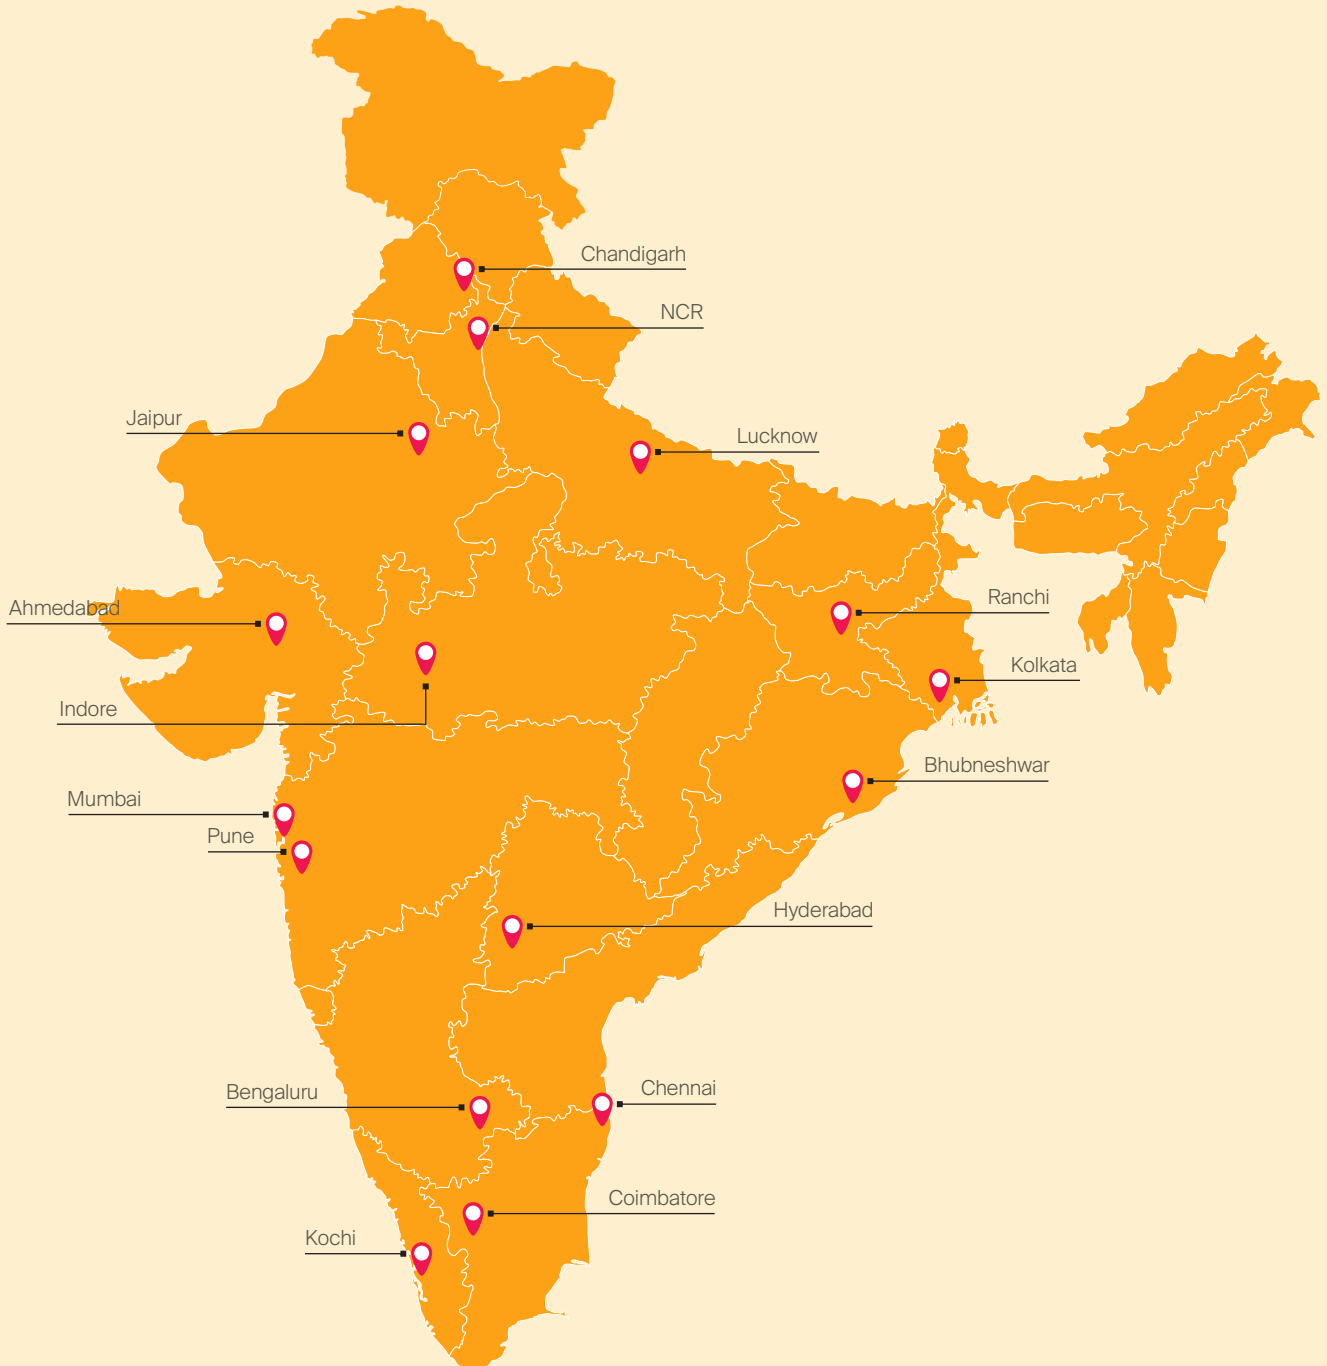 Chandigarh
NCR
Jaipur
Lucknow
Ahmedabad
Ranchi
Kolkata
Indore
Bhubneshwar
Mumbai
Pune
Hyderabad
Bengaluru
Chennai
Coimbatore
Kochi